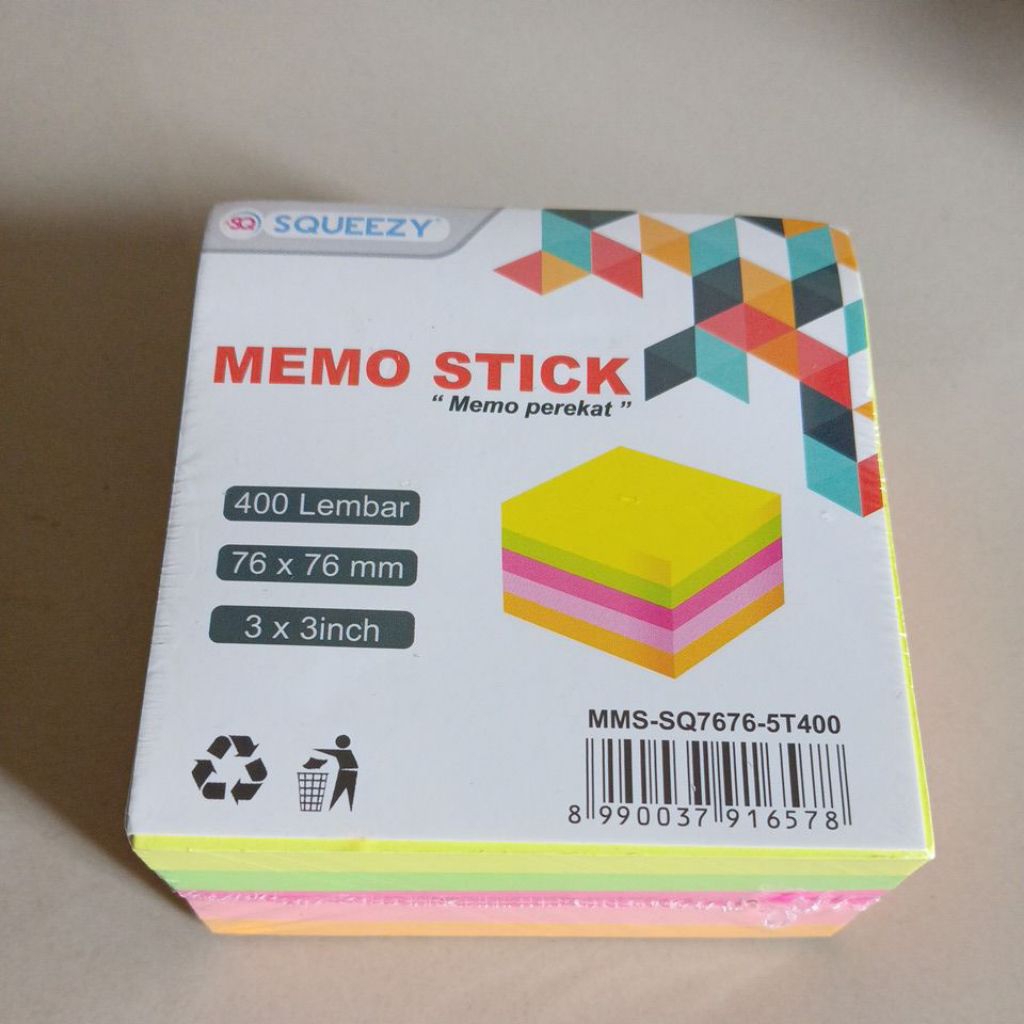 SQ SQUEEZY
MEMO STICK
“ Memo perekat ”
400 Lembar
76 x 76 mm
3 x 3inch
MMS-SQ7676-5T400
8 990037 916578